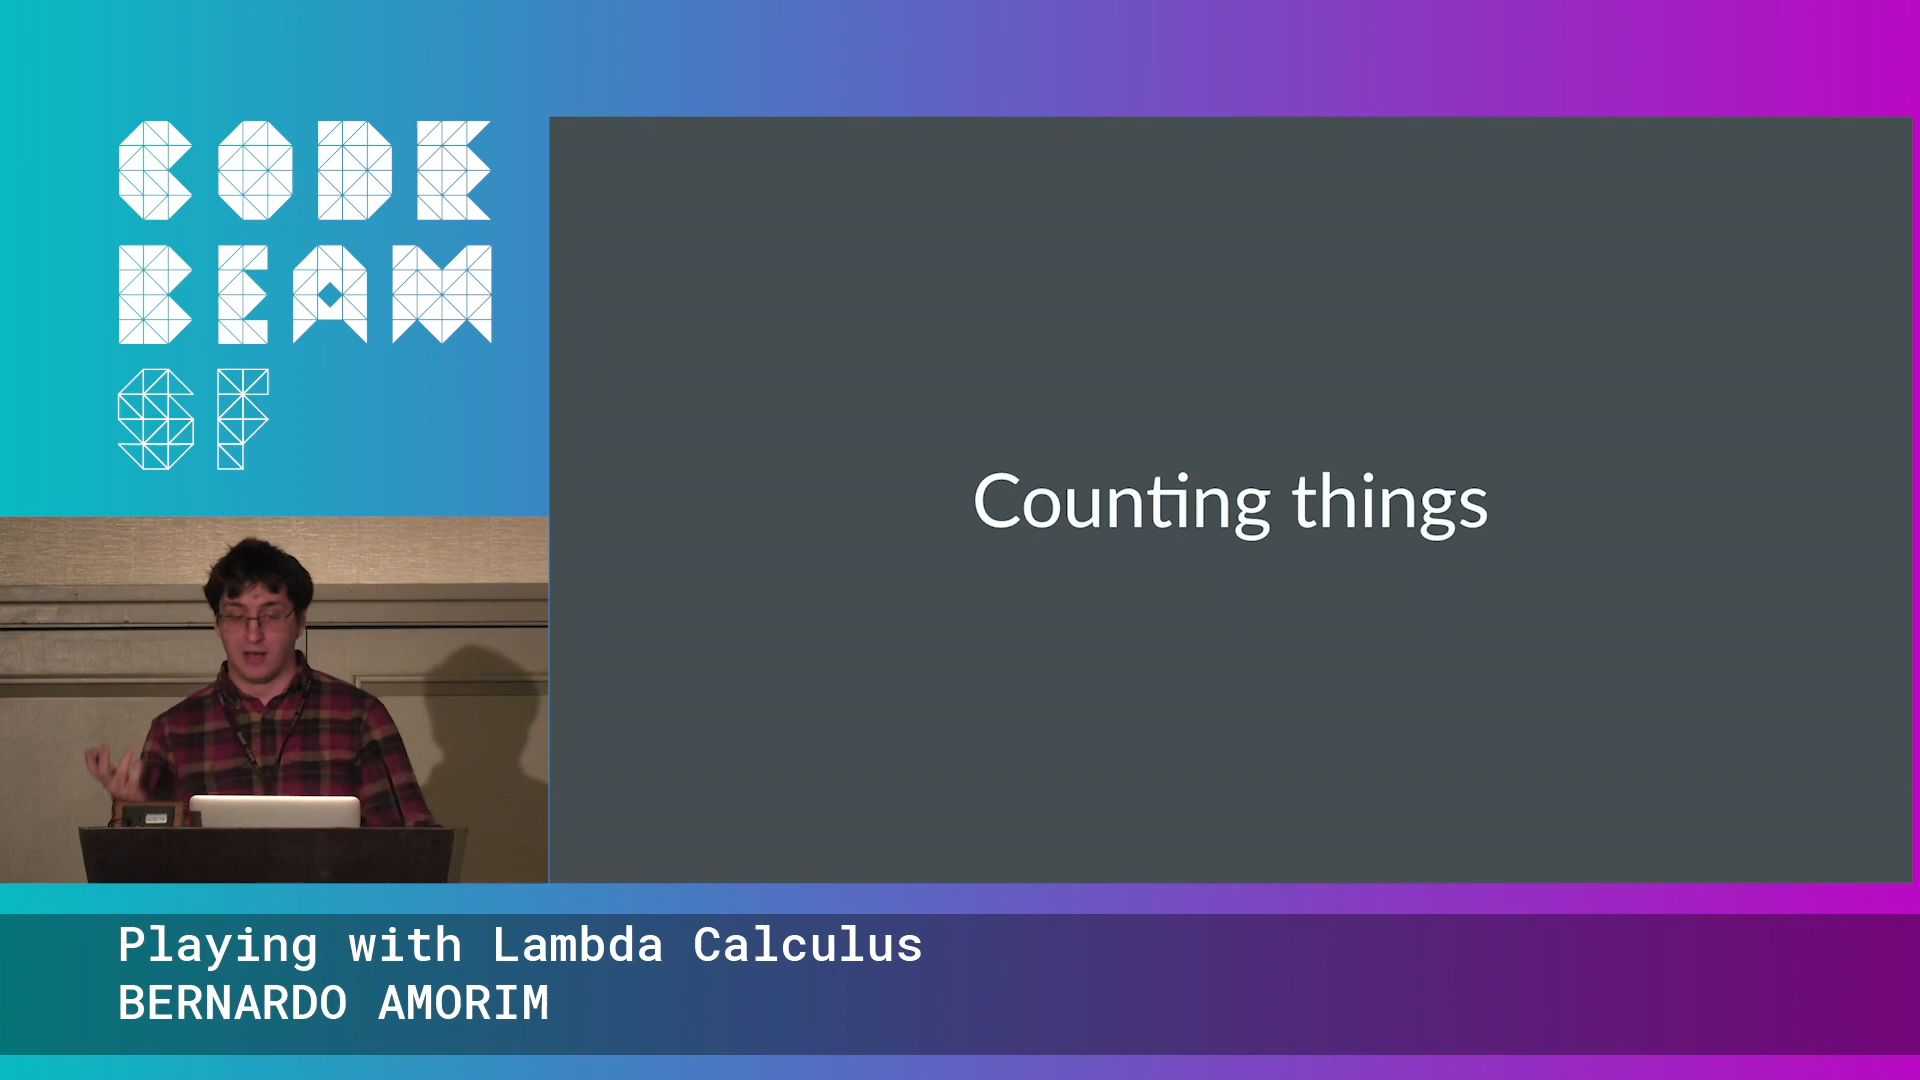 CODE
BEAM
SF
Counting things
Playing with Lambda Calculus
BERNARDO AMORIM